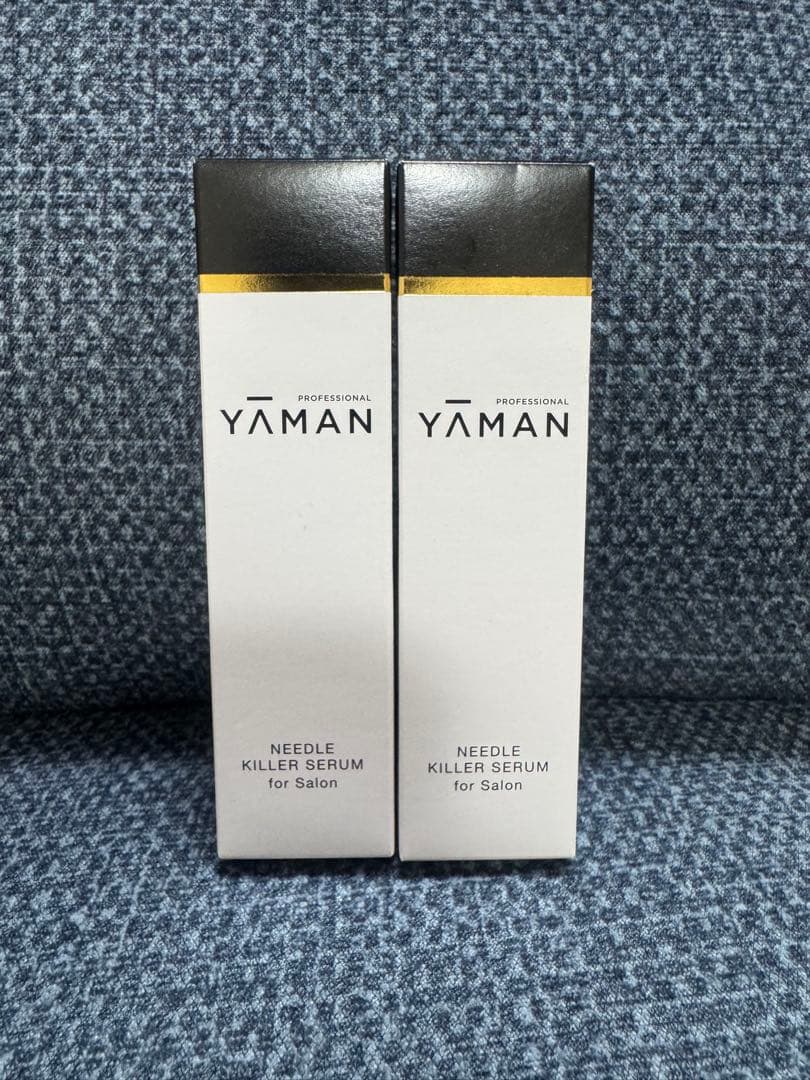 PROFESSIONAL
YĀMAN
NEEDLE
KILLER SERUM
for Salon
PROFESSIONAL
YĀMAN
NEEDLE
KILLER SERUM
for Salon